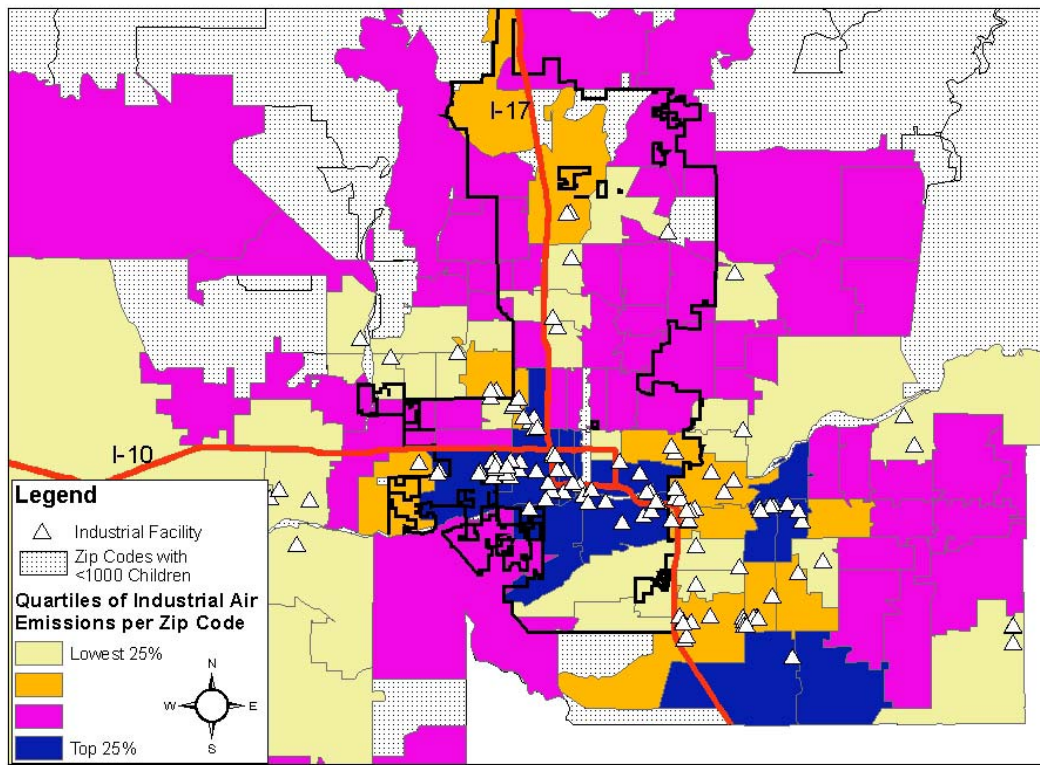 I-17
I-10
Legend
Industrial Facility
Zip Codes with
<1000 Children
Quartiles of Industrial Air
Emissions per Zip Code
Lowest 25%
Top 25%
N
W
E
S